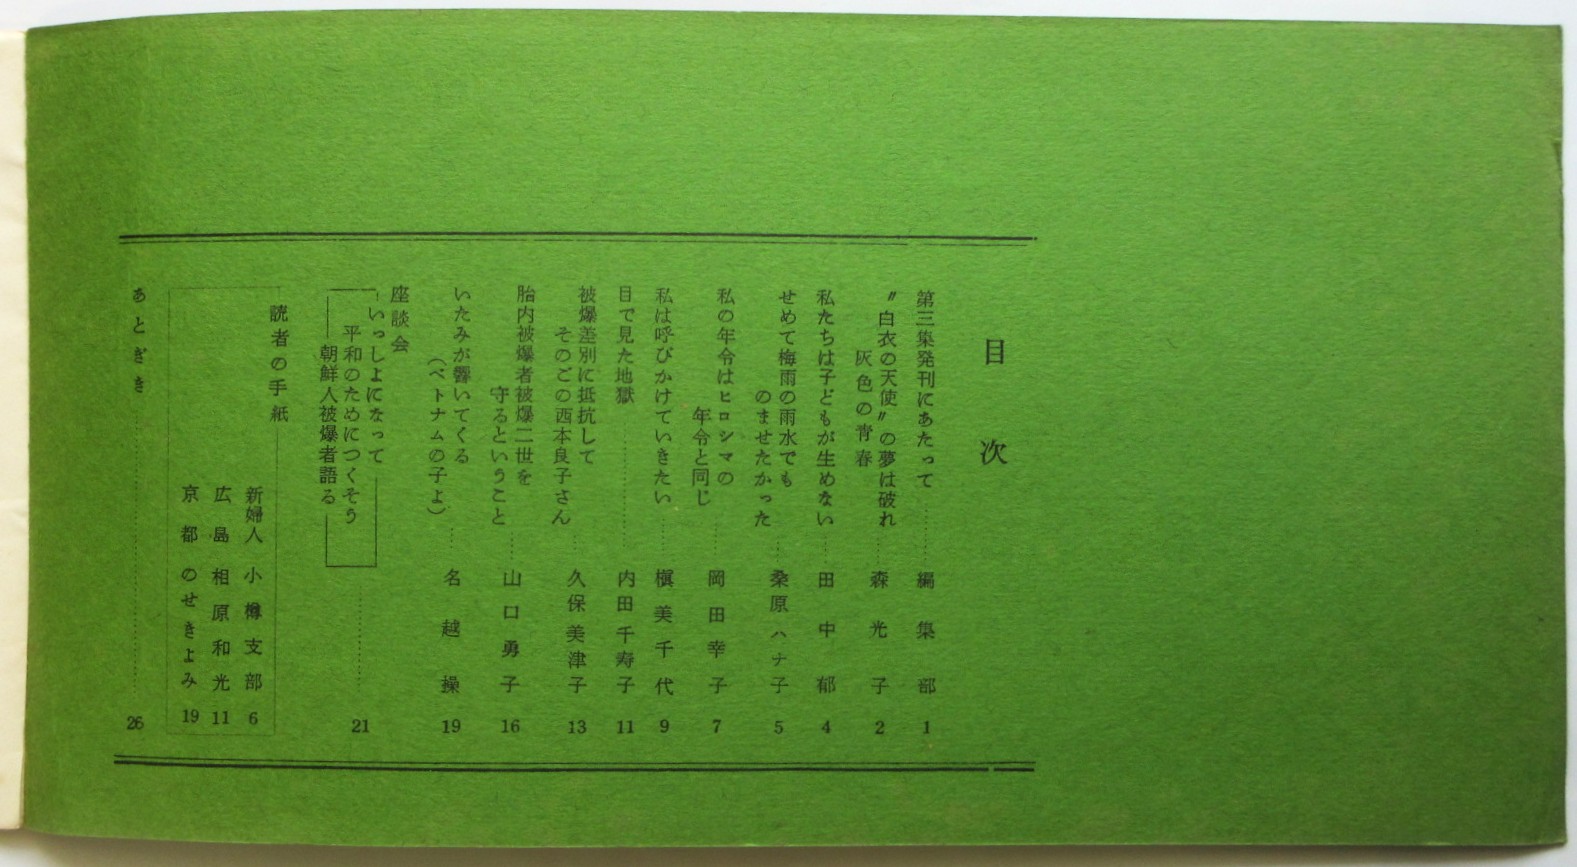 目次
第三集発刊にあたって…………編集部 1
〃白衣の天使〃の夢は破れ
灰色の青春…………森光子 2
私たちは子どもが生めない……田中郁 4
せめて梅雨の雨水でも
のませたかった……桑原ハナ子 5
私の年令はヒロシマの
年令と同じ……岡田幸子 7
私は呼びかけていきたい……槇美千代 9
目で見た地獄…………内田千寿子 11
被爆差別に抵抗して
そのごの西本良子さん……久保美津子 13
胎内被爆者被爆二世を
守るということ……山口勇子 16
いたみが響いてくる
(ベトナムの子よ)……名越操 19
座談会
いっしよになって
平和のためにつくそう
朝鮮人被爆者語る…………21
読者の手紙
新婦人 小樽支部 6
広島 相原和光 11
京都 のせきよみ 19
あとがき…………26